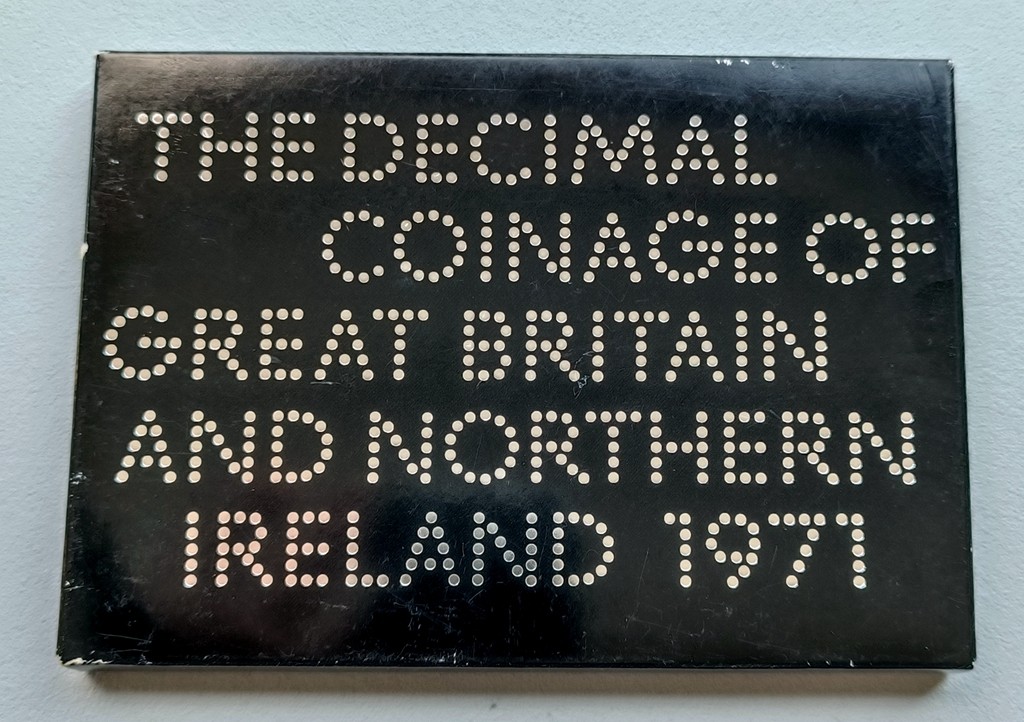 THE DECIMAL
COINAGE OF
GREAT BRITAIN
AND NORTHERN
IRELAND 1971